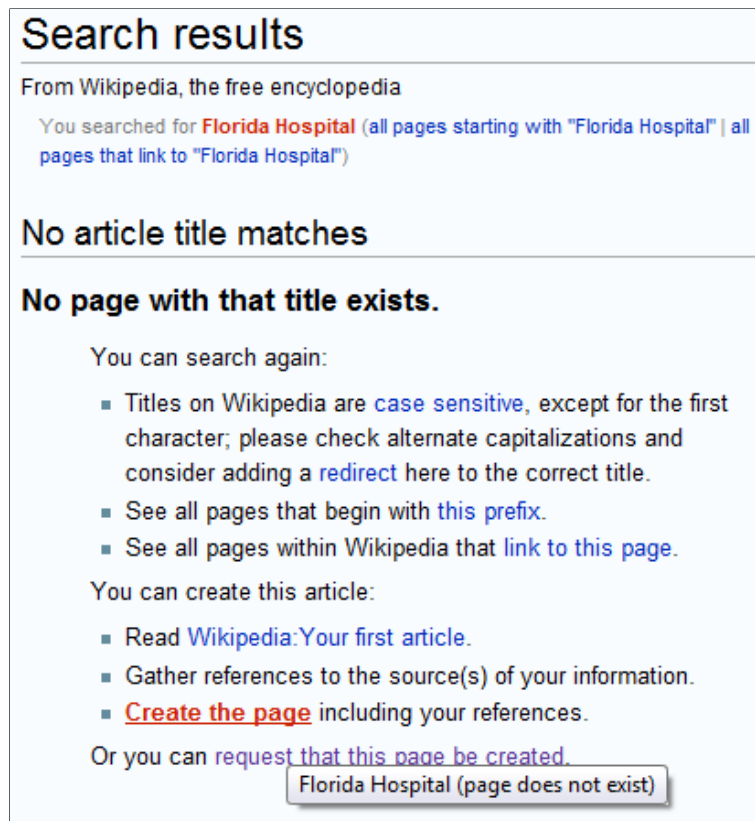 Search results
From Wikipedia, the free encyclopedia
You searched for Florida Hospital (all pages starting with "Florida Hospital" | all
pages that link to "Florida Hospital")
No article title matches
No page with that title exists.
You can search again:
Titles on Wikipedia are case sensitive, except for the first
character; please check alternate capitalizations and
consider adding a redirect here to the correct title.
See all pages that begin with this prefix.
See all pages within Wikipedia that link to this page.
You can create this article:
Read Wikipedia:Your first article.
Gather references to the source(s) of your information.
Create the page including your references.
Or you can request that this page be created.
Florida Hospital (page does not exist)